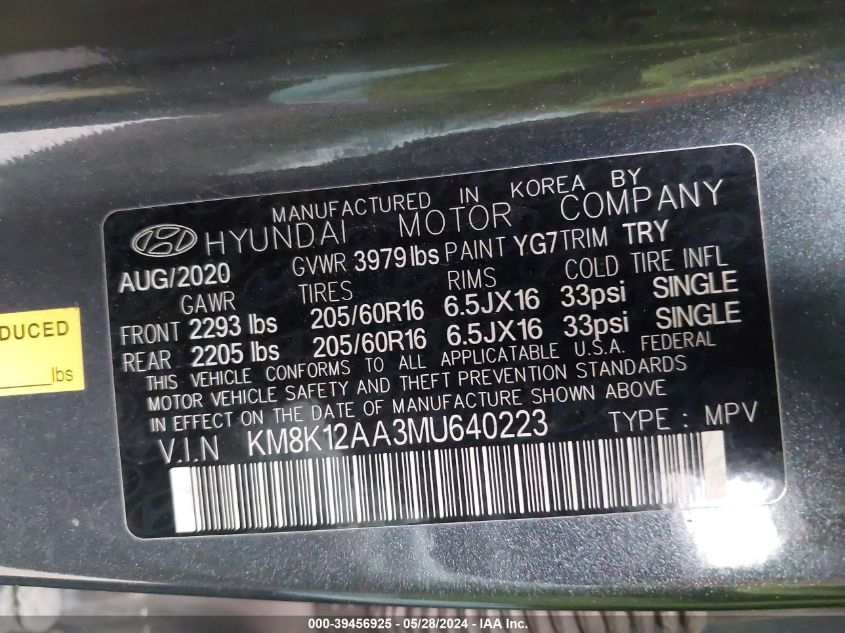 MANUFACTURED IN KOREA BY
HYUNDAI MOTOR COMPANY
AUG/2020 GVWR 3979 lbs PAINT YG7 TRIM TRY
GAWR TIRES RIMS COLD TIRE INFL
FRONT 2293 lbs 205/60R16 6.5JX16 33psi SINGLE
REAR 2205 lbs 205/60R16 6.5JX16 33psi SINGLE
THIS VEHICLE CONFORMS TO ALL APPLICABLE U.S.A. FEDERAL
MOTOR VEHICLE SAFETY AND THEFT PREVENTION STANDARDS
IN EFFECT ON THE DATE OF MANUFACTURE SHOWN ABOVE
V.I.N KM8K12AA3MU640223 TYPE : MPV
DUCED
lbs
000-39456925 - 05/28/2024 - IAA Inc.